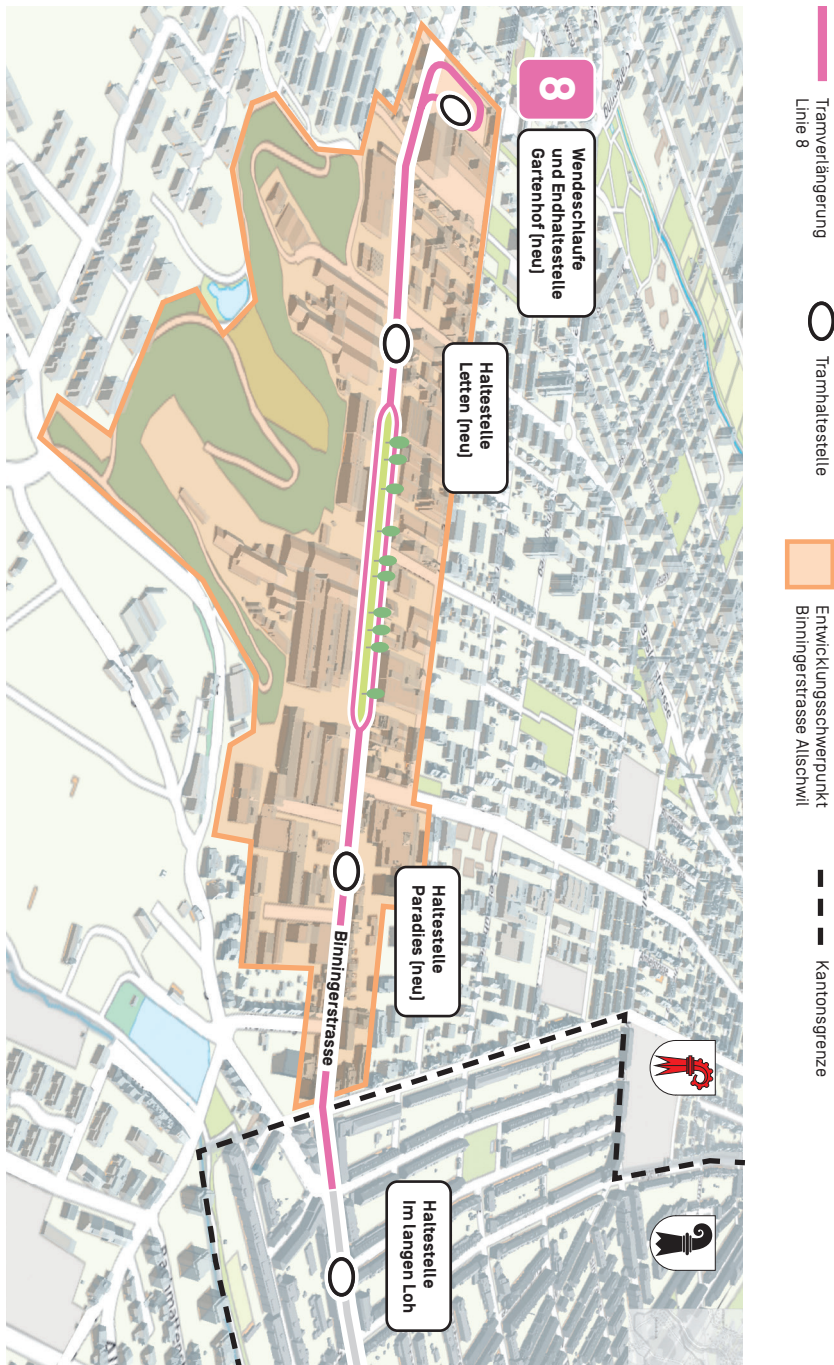 Tramverlängerung
Linie 8
Tramhaltestelle
Entwicklungsschwerpunkt
Binningerstrasse Allschwil
Kantonsgrenze
8
Wendeschlaufe
und Endhaltestelle
Gartenhof (neu)
Haltestelle
Letten (neu)
Haltestelle
Paradies (neu)
Binningerstrasse
Haltestelle
Im langen Loh